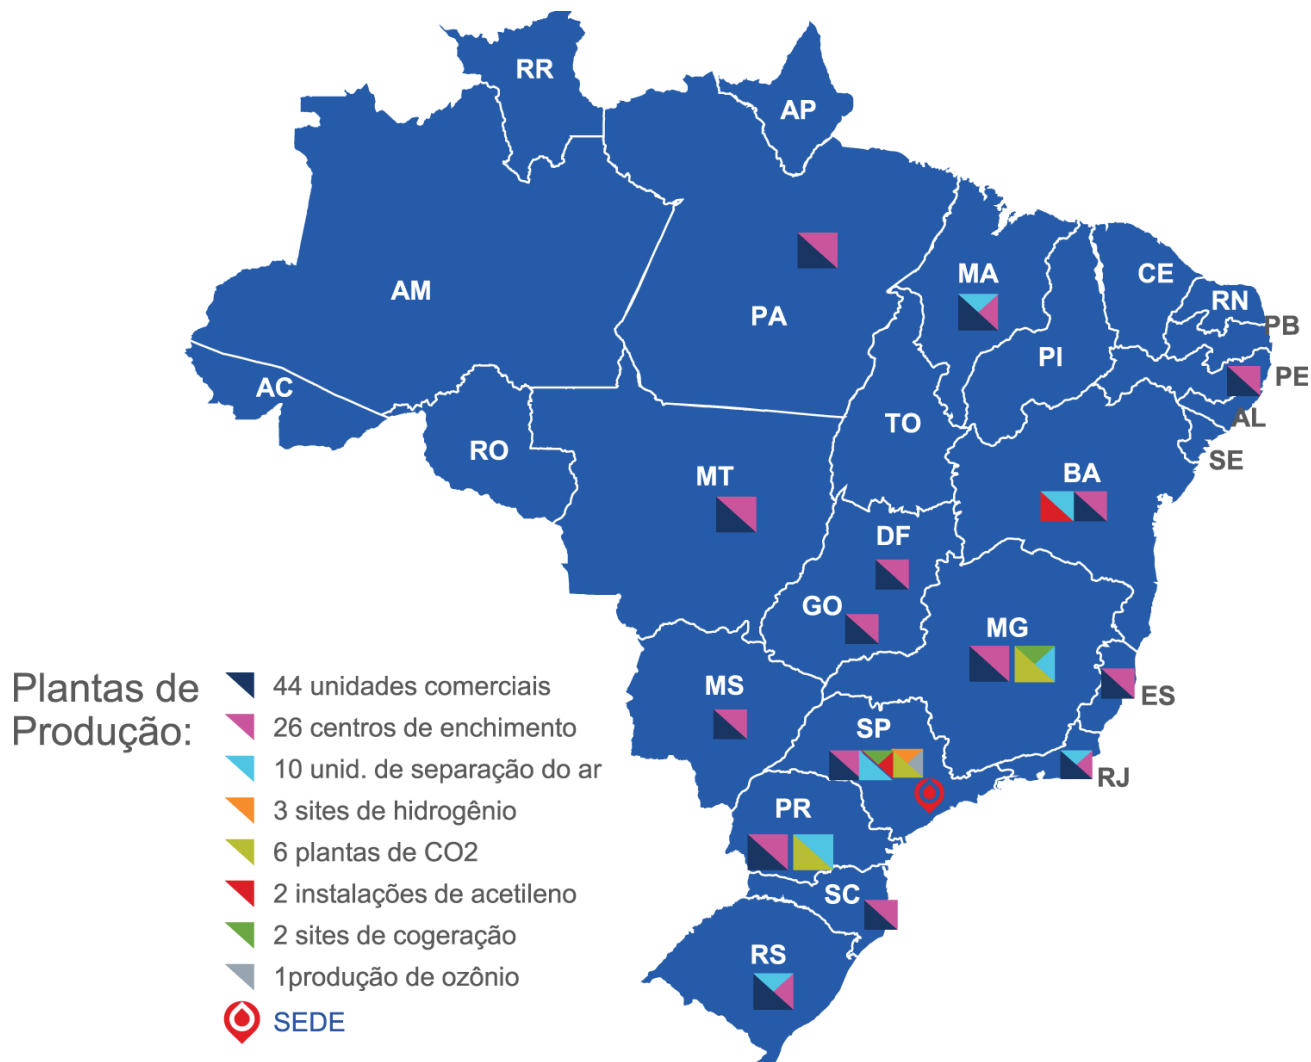 RR
AP
AM
PA
MA
CE
RN
PB
PI
PE
AC
AL
TO
RO
SE
MT
BA
DF
GO
MG
MS
ES
SP
RJ
PR
SC
RS
Plantas de
Produção:
44 unidades comerciais
26 centros de enchimento
10 unid. de separação do ar
3 sites de hidrogênio
6 plantas de CO2
2 instalações de acetileno
2 sites de cogeração
1produção de ozônio
SEDE